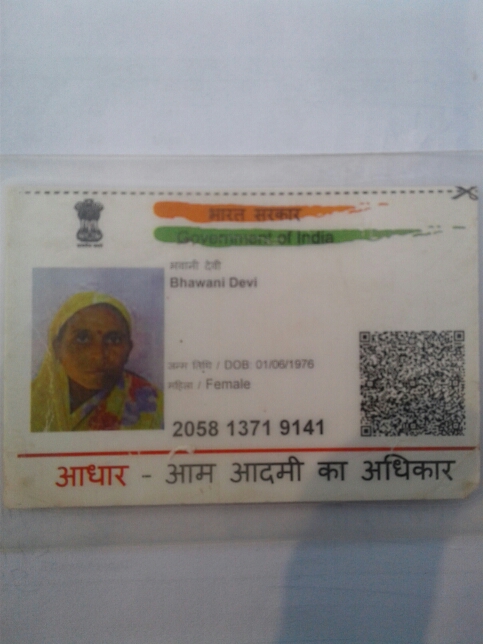 भारत सरकार
Government of India
भवानी देवी
Bhawani Devi
जन्म तिथि / DOB: 01/06/1976
महिला / Female
2058 1371 9141
आधार - आम आदमी का अधिकार